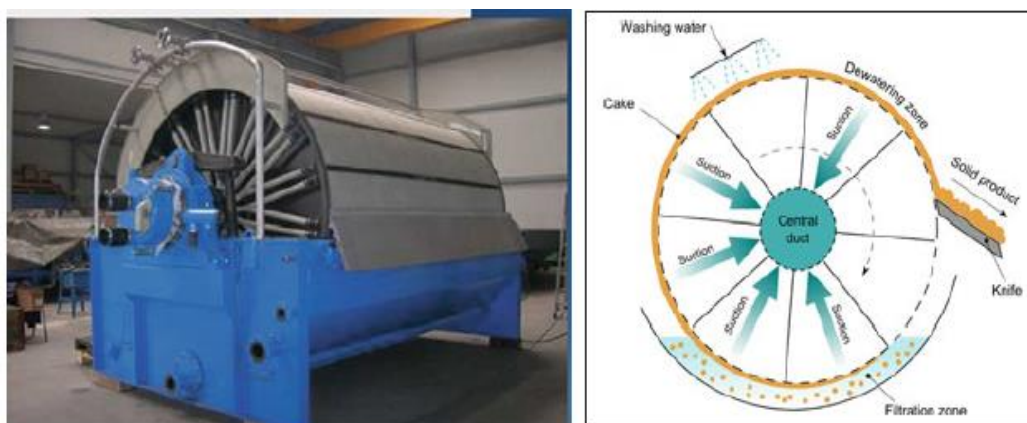 Washing water
Dewatering zone
Cake
Suction
Suction
Solid product
Central
duct
Suction
Knife
Suction
Suction
Filtration zone